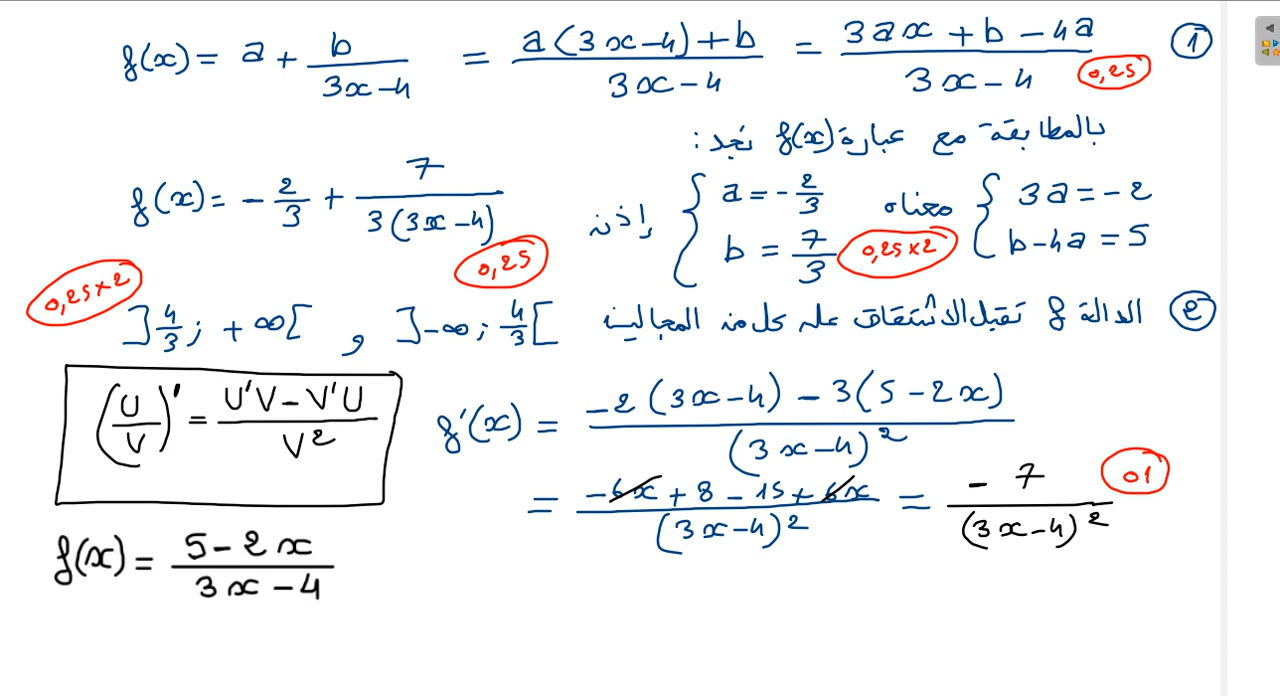 ① f(x) = a + b/(3x-4) = (a(3x-4)+b)/(3x-4) = (3ax + b - 4a)/(3x-4) 0,25
بالمطابقة مع عبارة f(x) نجد :
{ 3a = -2 ; b-4a = 5 معناه { a = -2/3 ; b = 7/3 0,25×2 إذن f(x) = -2/3 + 7/(3(3x-4)) 0,25
② الدالة f تقبل الاشتقاق على كل من المجالين ]-∞; 4/3[ و ]4/3; +∞[ 0,25×2
(U/V)' = (U'V - V'U)/V²
f'(x) = (-2(3x-4) - 3(5-2x))/(3x-4)²
= (-6x + 8 - 15 + 6x)/(3x-4)² = -7/(3x-4)² 01
f(x) = (5-2x)/(3x-4)